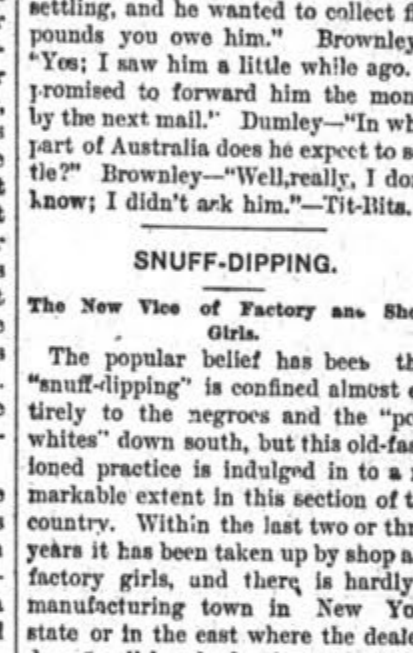 settling, and he wanted to collect
pounds you owe him." Brownley
"Yes; I saw him a little while ago.
promised to forward him the mon
by the next mail." Dumley—"In wh
part of Australia does he expect to s
tle?" Brownley—"Well,really, I don
know; I didn't ask him."—Tit-Bits.
SNUFF-DIPPING.
The New Vice of Factory ane Sho
Girls.
The popular belief has been th
"snuff-dipping" is confined almost e
tirely to the negroes and the "po
whites" down south, but this old-fas
ioned practice is indulged in to a r
markable extent in this section of t
country. Within the last two or thr
years it has been taken up by shop a
factory girls, and there is hardly
manufacturing town in New Yo
state or in the east where the deale